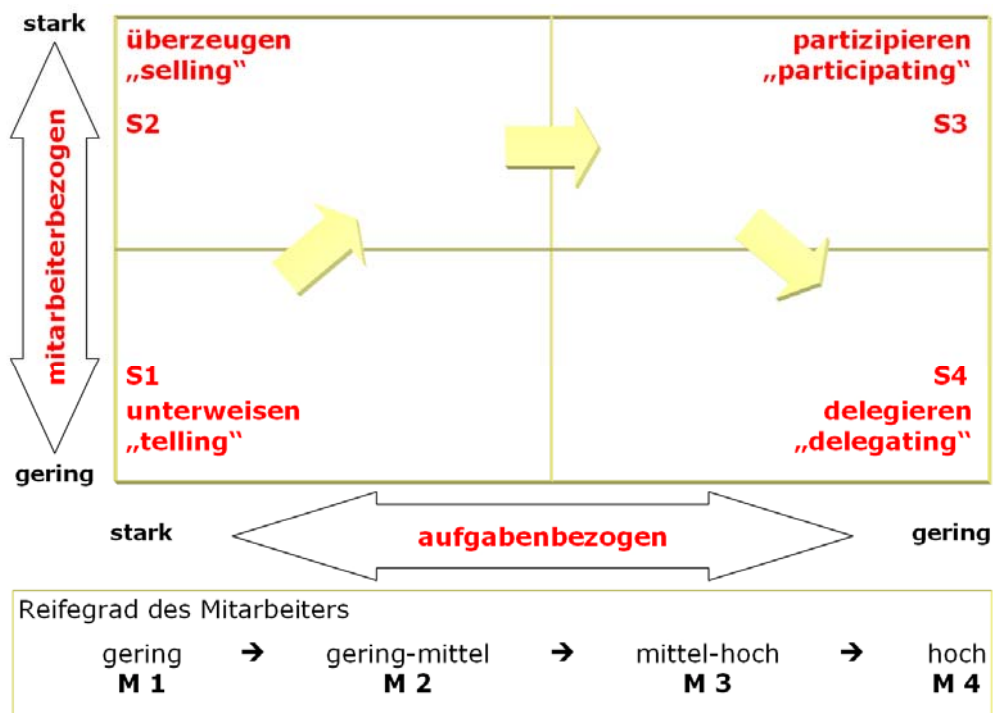 stark
mitarbeiterbezogen
gering
überzeugen
„selling“
S2
partizipieren
„participating“
S3
S1
unterweisen
„telling“
S4
delegieren
„delegating“
stark
aufgabenbezogen
gering
Reifegrad des Mitarbeiters
gering ➔ gering-mittel ➔ mittel-hoch ➔ hoch
M 1 M 2 M 3 M 4